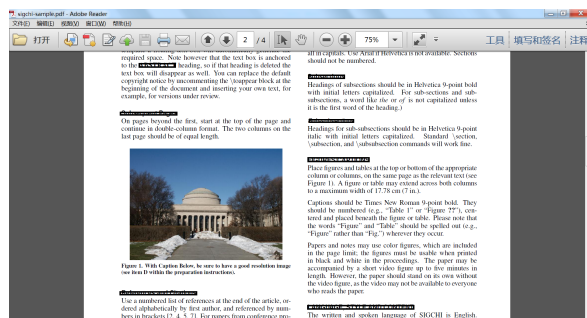 sigchi-sample.pdf - Adobe Reader
文件(F) 编辑(E) 视图(V) 窗口(W) 帮助(H)
打开 2 / 4 75% 工具 填写和签名 注释
required space. Note however that the text box is anchored
to the heading, so if that heading is deleted the
text box will disappear as well. You can replace the default
copyright notice by uncommenting the \toappear block at the
beginning of the document and inserting your own text, for
example, for versions under review.
On pages beyond the first, start at the top of the page and
continue in double-column format. The two columns on the
last page should be of equal length.
Figure 1. With Caption Below, be sure to have a good resolution image
(see item D within the preparation instructions).
Use a numbered list of references at the end of the article, or-
dered alphabetically by first author, and referenced by num-
bers in brackets [2, 4, 5, 7]. For papers from conference pro-
all in capitals. Use Arial if Helvetica is not available. Sections
should not be numbered.
Headings of subsections should be in Helvetica 9-point bold
with initial letters capitalized. For sub-sections and sub-
subsections, a word like the or of is not capitalized unless
it is the first word of the heading.)
Headings for sub-subsections should be in Helvetica 9-point
italic with initial letters capitalized. Standard \section,
\subsection, and \subsubsection commands will work fine.
Place figures and tables at the top or bottom of the appropriate
column or columns, on the same page as the relevant text (see
Figure 1). A figure or table may extend across both columns
to a maximum width of 17.78 cm (7 in.).
Captions should be Times New Roman 9-point bold. They
should be numbered (e.g., "Table 1" or "Figure ??"), cen-
tered and placed beneath the figure or table. Please note that
the words "Figure" and "Table" should be spelled out (e.g.,
"Figure" rather than "Fig.") wherever they occur.
Papers and notes may use color figures, which are included
in the page limit; the figures must be usable when printed
in black and white in the proceedings. The paper may be
accompanied by a short video figure up to five minutes in
length. However, the paper should stand on its own without
the video figure, as the video may not be available to everyone
who reads the paper.
The written and spoken language of SIGCHI is English.